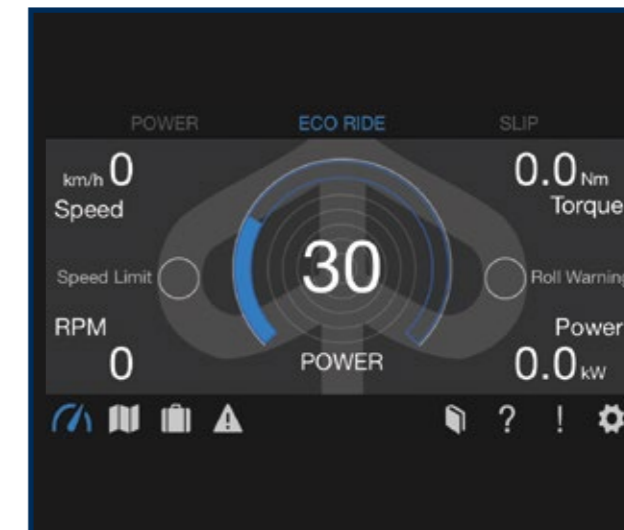 POWER ECO RIDE SLIP
km/h 0 0.0 Nm
Speed Torque
30
Speed Limit Roll Warning
RPM Power
POWER
0 0.0 kW
? !